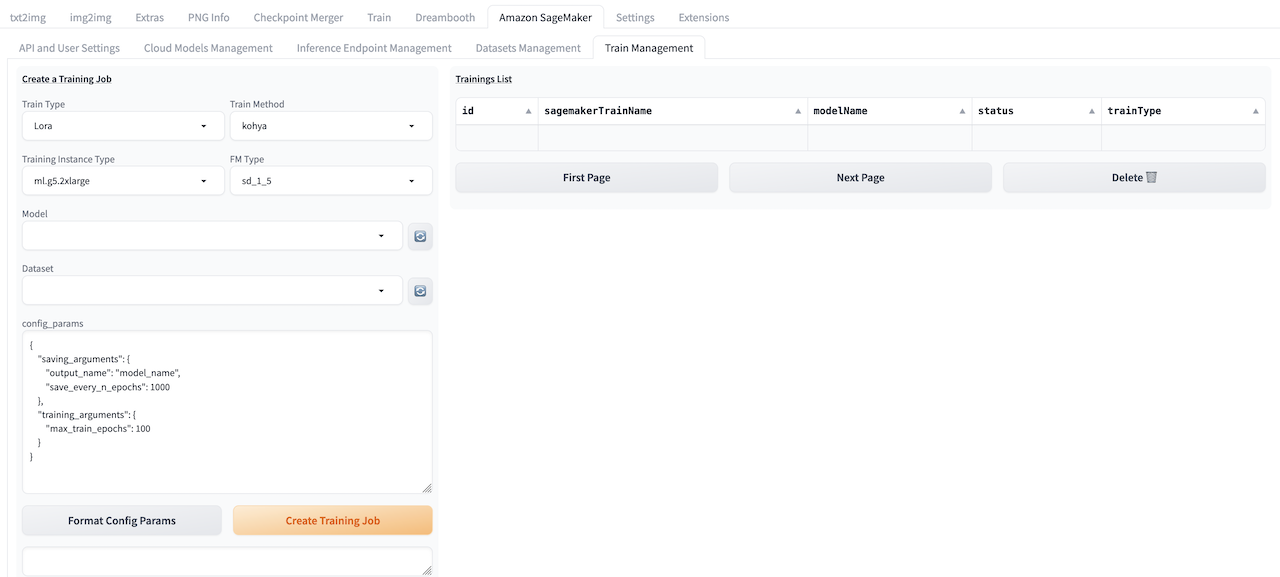 txt2img img2img Extras PNG Info Checkpoint Merger Train Dreambooth Amazon SageMaker Settings Extensions
API and User Settings Cloud Models Management Inference Endpoint Management Datasets Management Train Management
Create a Training Job
Train Type Train Method
Lora kohya
Training Instance Type FM Type
ml.g5.2xlarge sd_1_5
Model
Dataset
config_params
{
"saving_arguments": {
"output_name": "model_name",
"save_every_n_epochs": 1000
},
"training_arguments": {
"max_train_epochs": 100
}
}
Format Config Params Create Training Job
Trainings List
id sagemakerTrainName modelName status trainType
First Page Next Page Delete